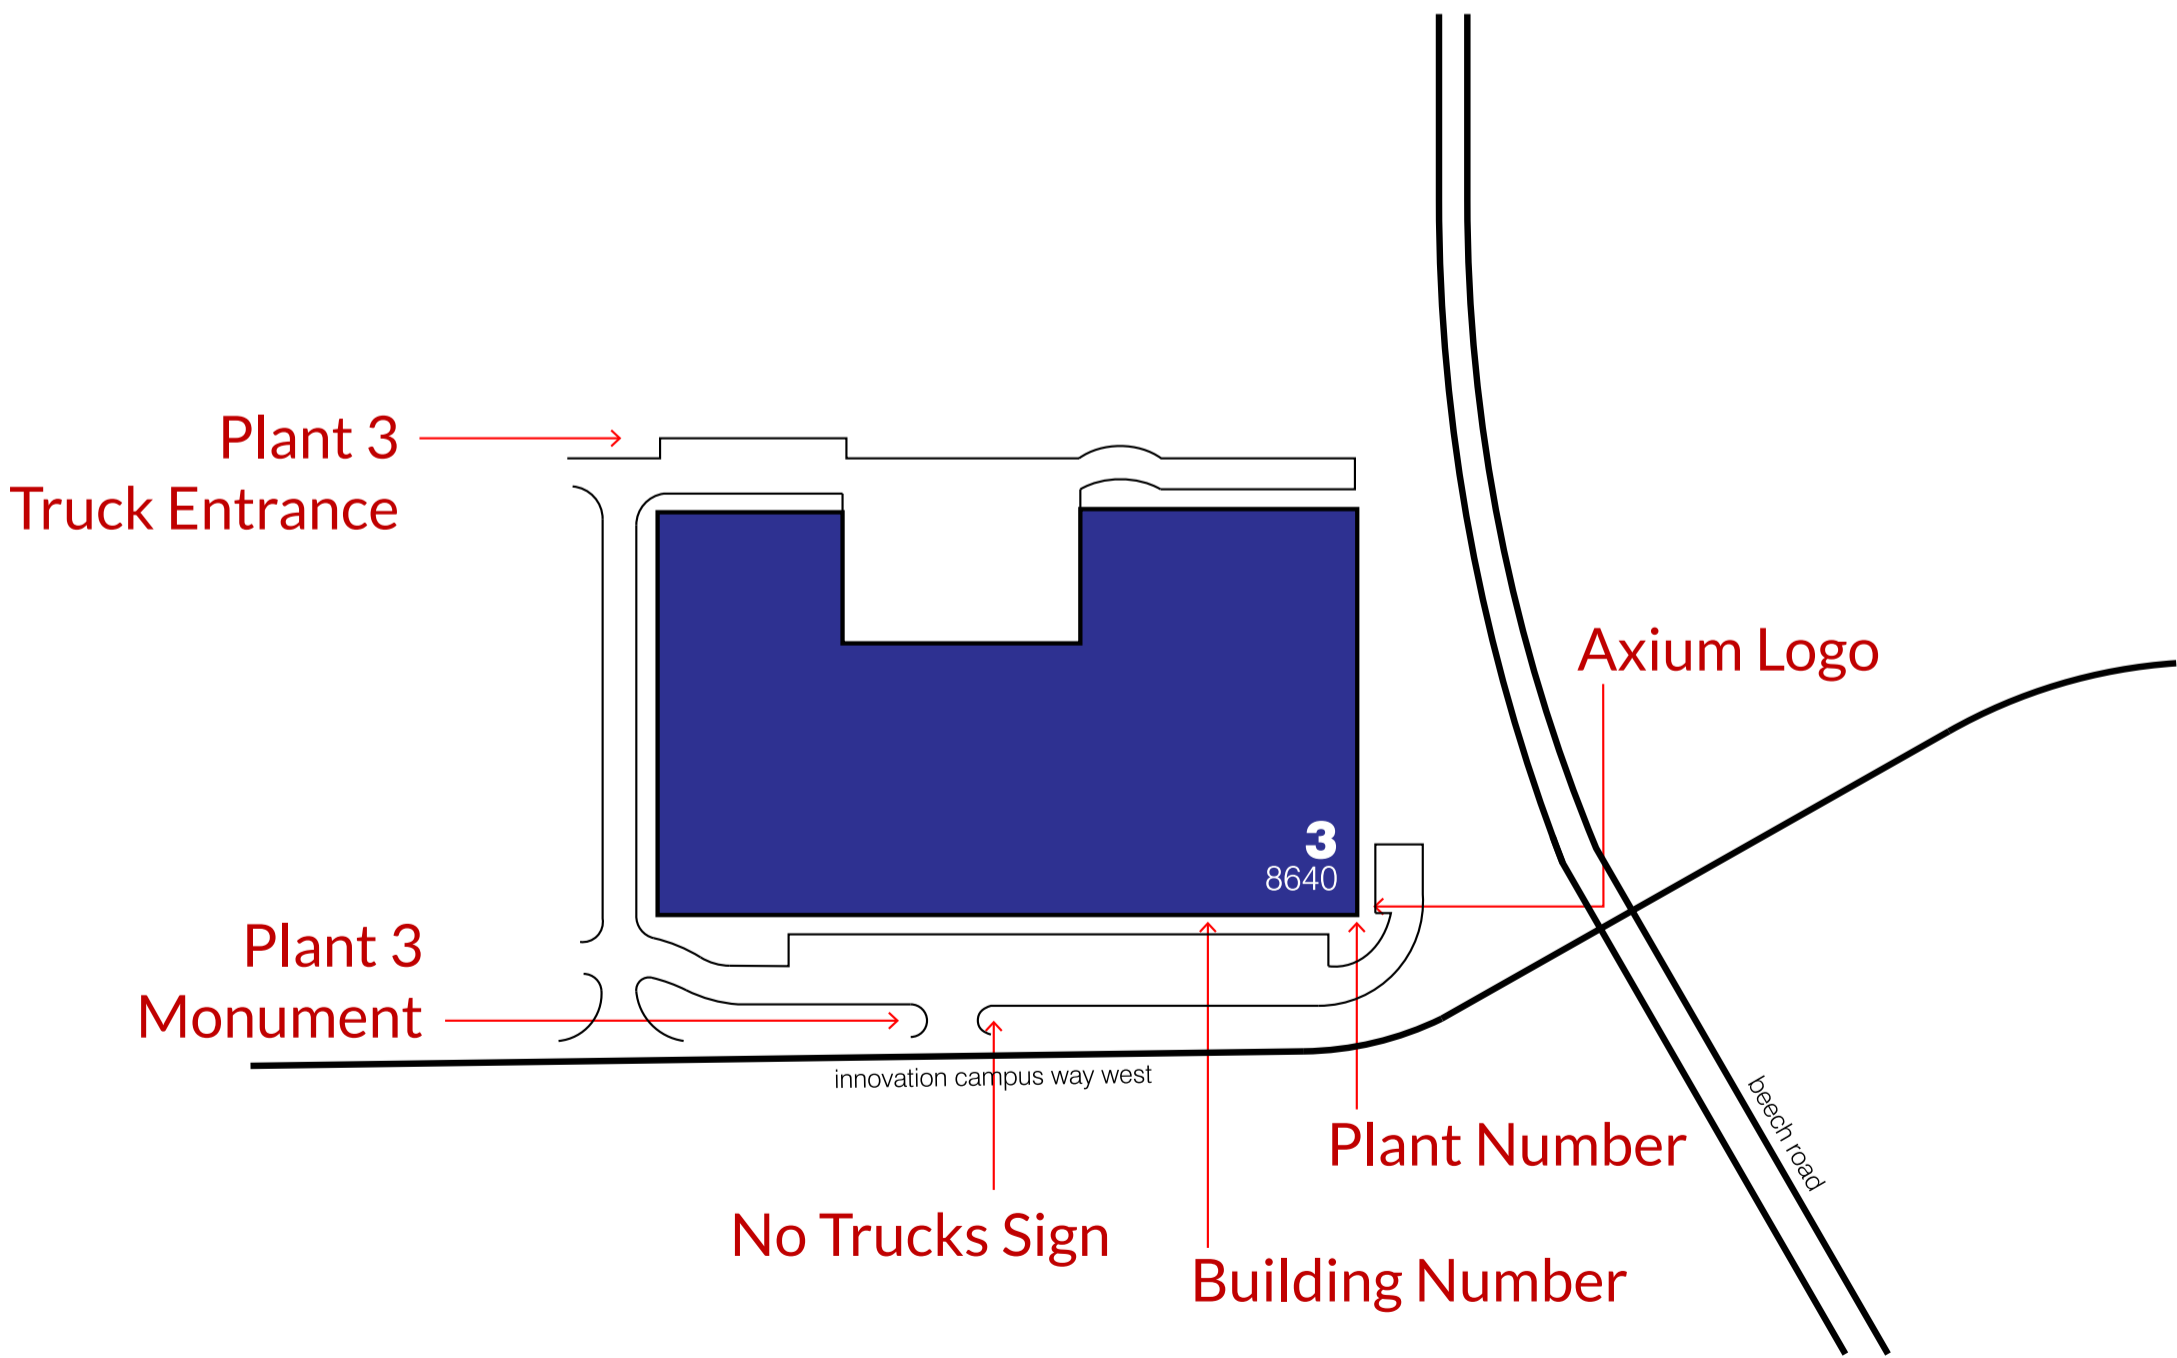 Plant 3
Truck Entrance
Axium Logo
3
8640
Plant 3
Monument
innovation campus way west
beech road
Plant Number
No Trucks Sign
Building Number